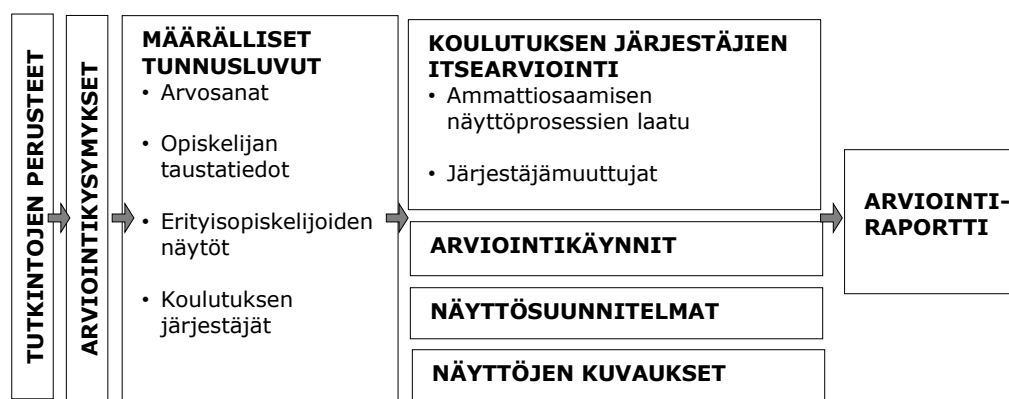 TUTKINTOJEN PERUSTEET
ARVIOINTIKYSYMYKSET
MÄÄRÄLLISET
TUNNUSLUVUT
• Arvosanat
• Opiskelijan
taustatiedot
• Erityisopiskelijoiden
näytöt
• Koulutuksen
järjestäjät
KOULUTUKSEN JÄRJESTÄJIEN
ITSEARVIOINTI
• Ammattiosaamisen
näyttöprosessien laatu
• Järjestäjämuuttujat
ARVIOINTIKÄYNNIT
NÄYTTÖSUUNNITELMAT
NÄYTTÖJEN KUVAUKSET
ARVIOINTI-
RAPORTTI